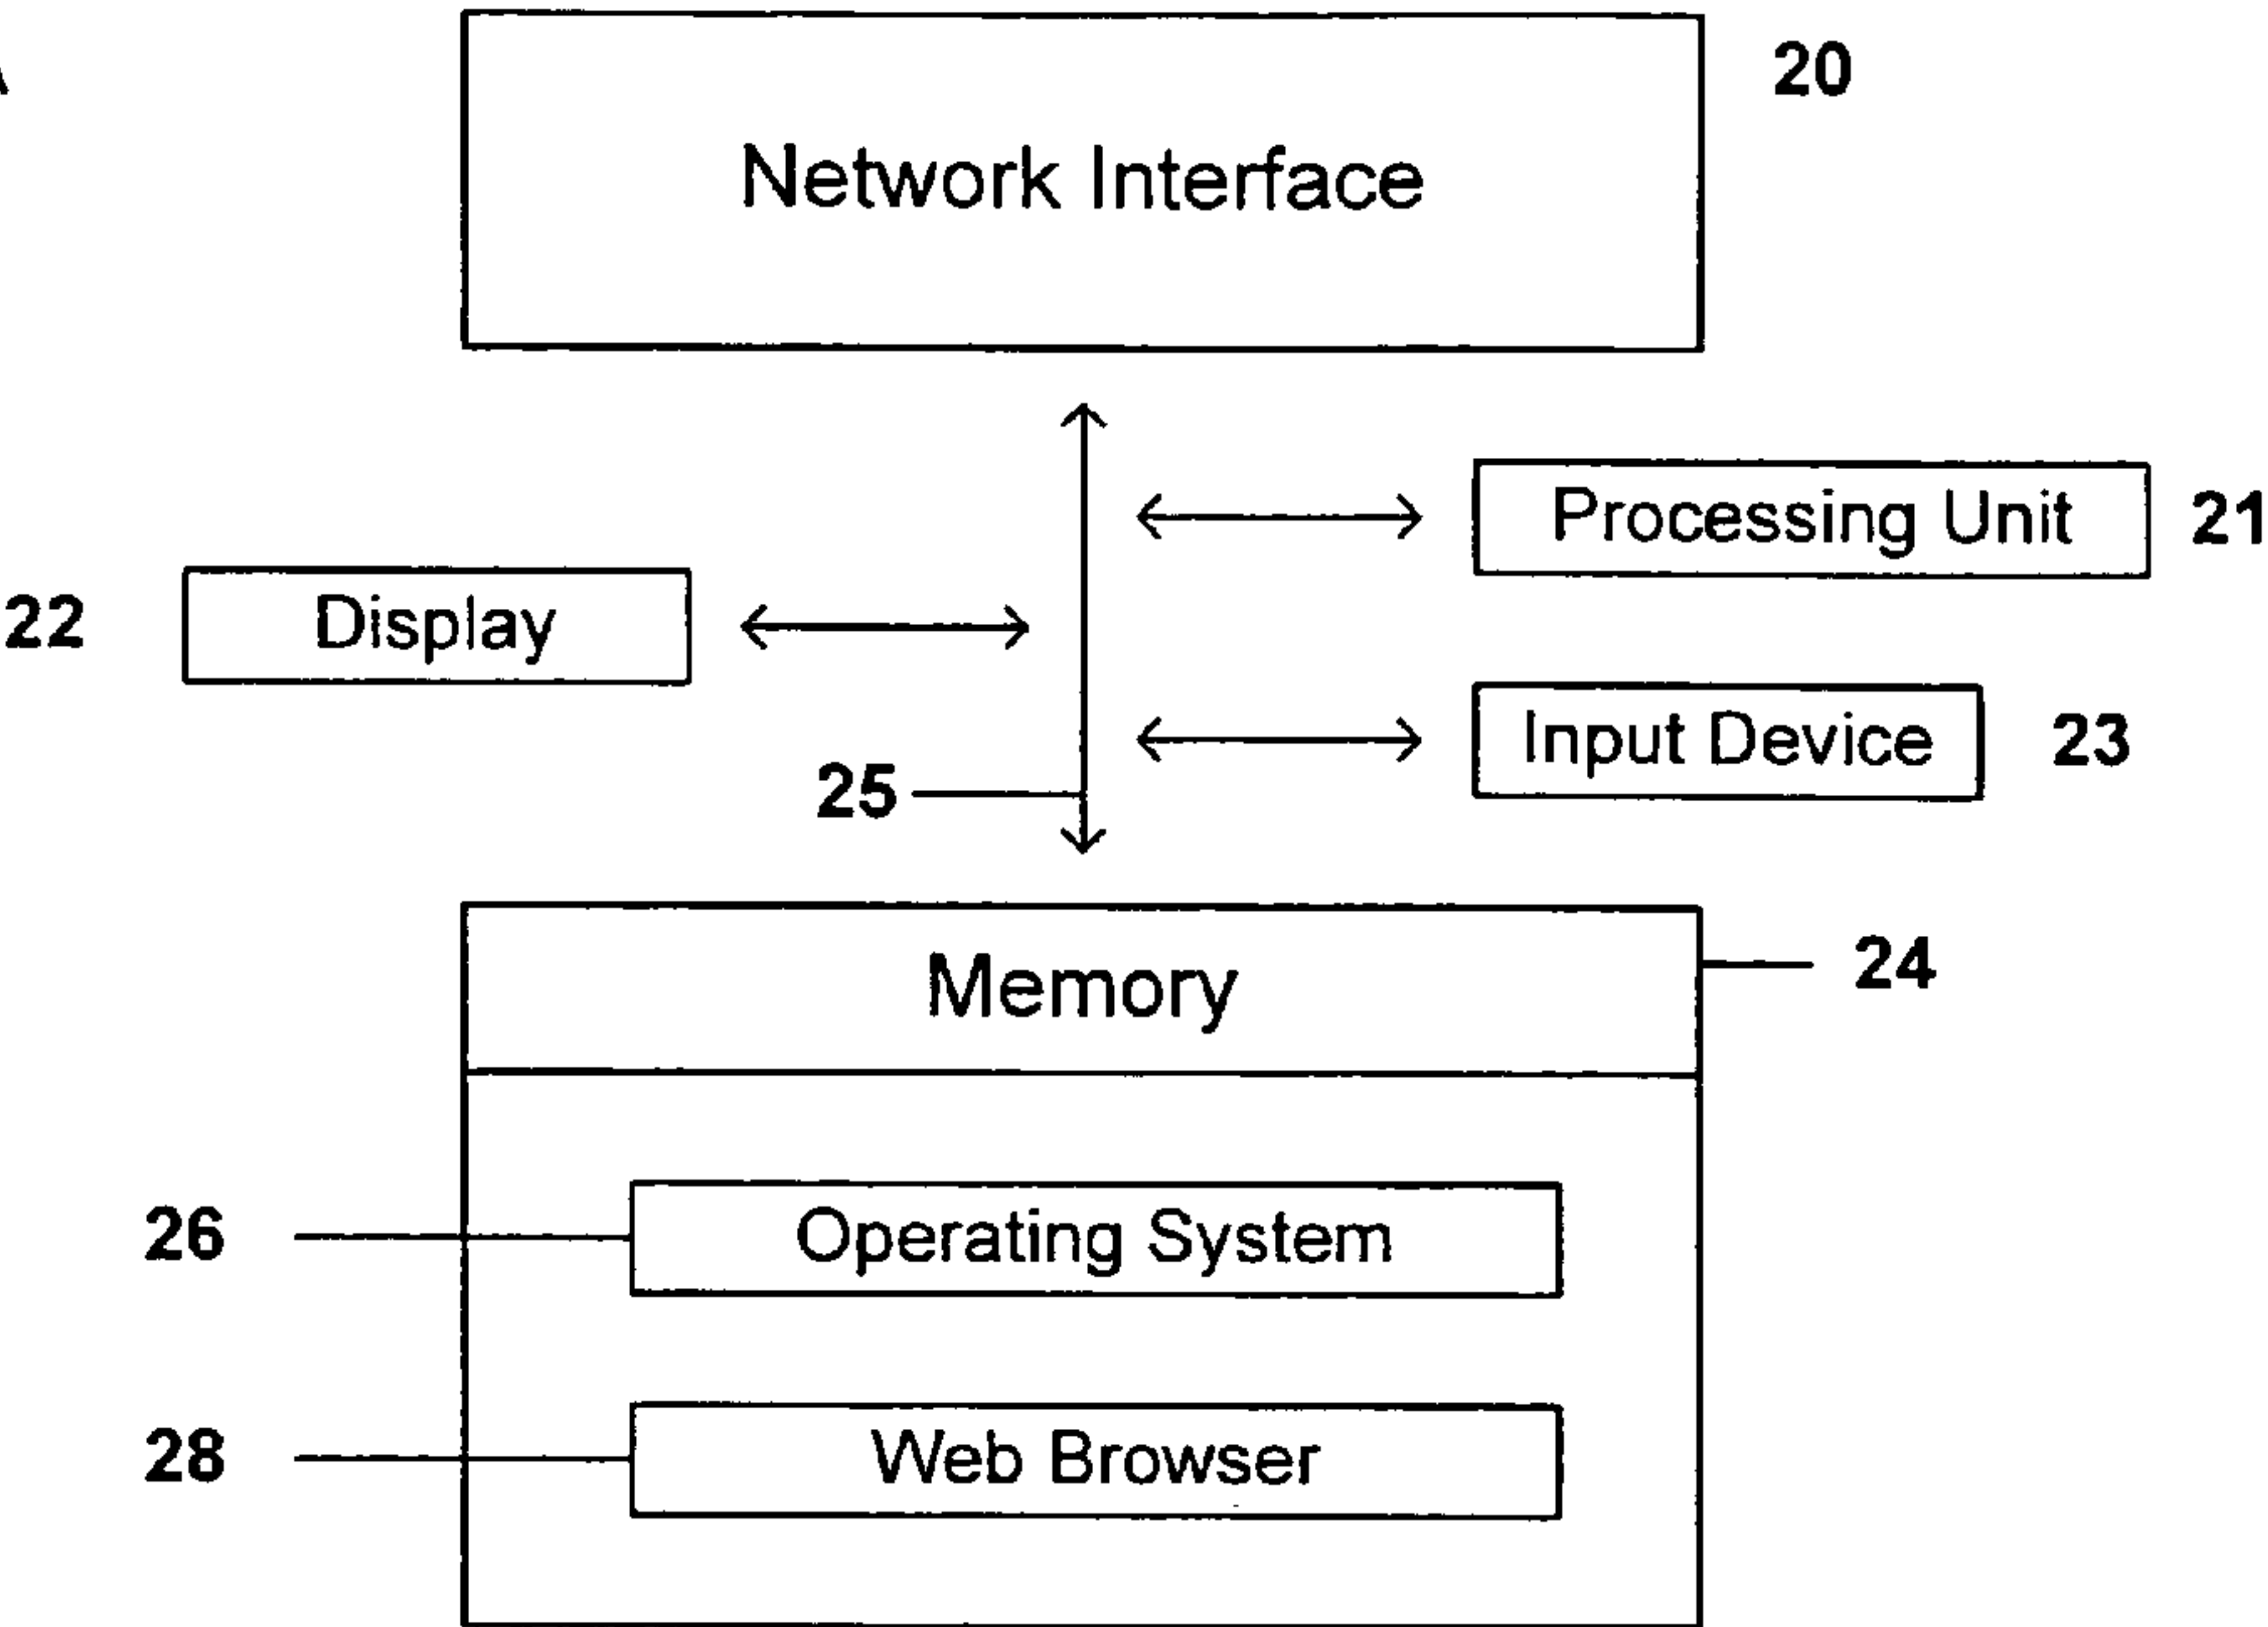 20
Network Interface
Processing Unit 21
22 Display
Input Device 23
25
Memory 24
26 Operating System
28 Web Browser